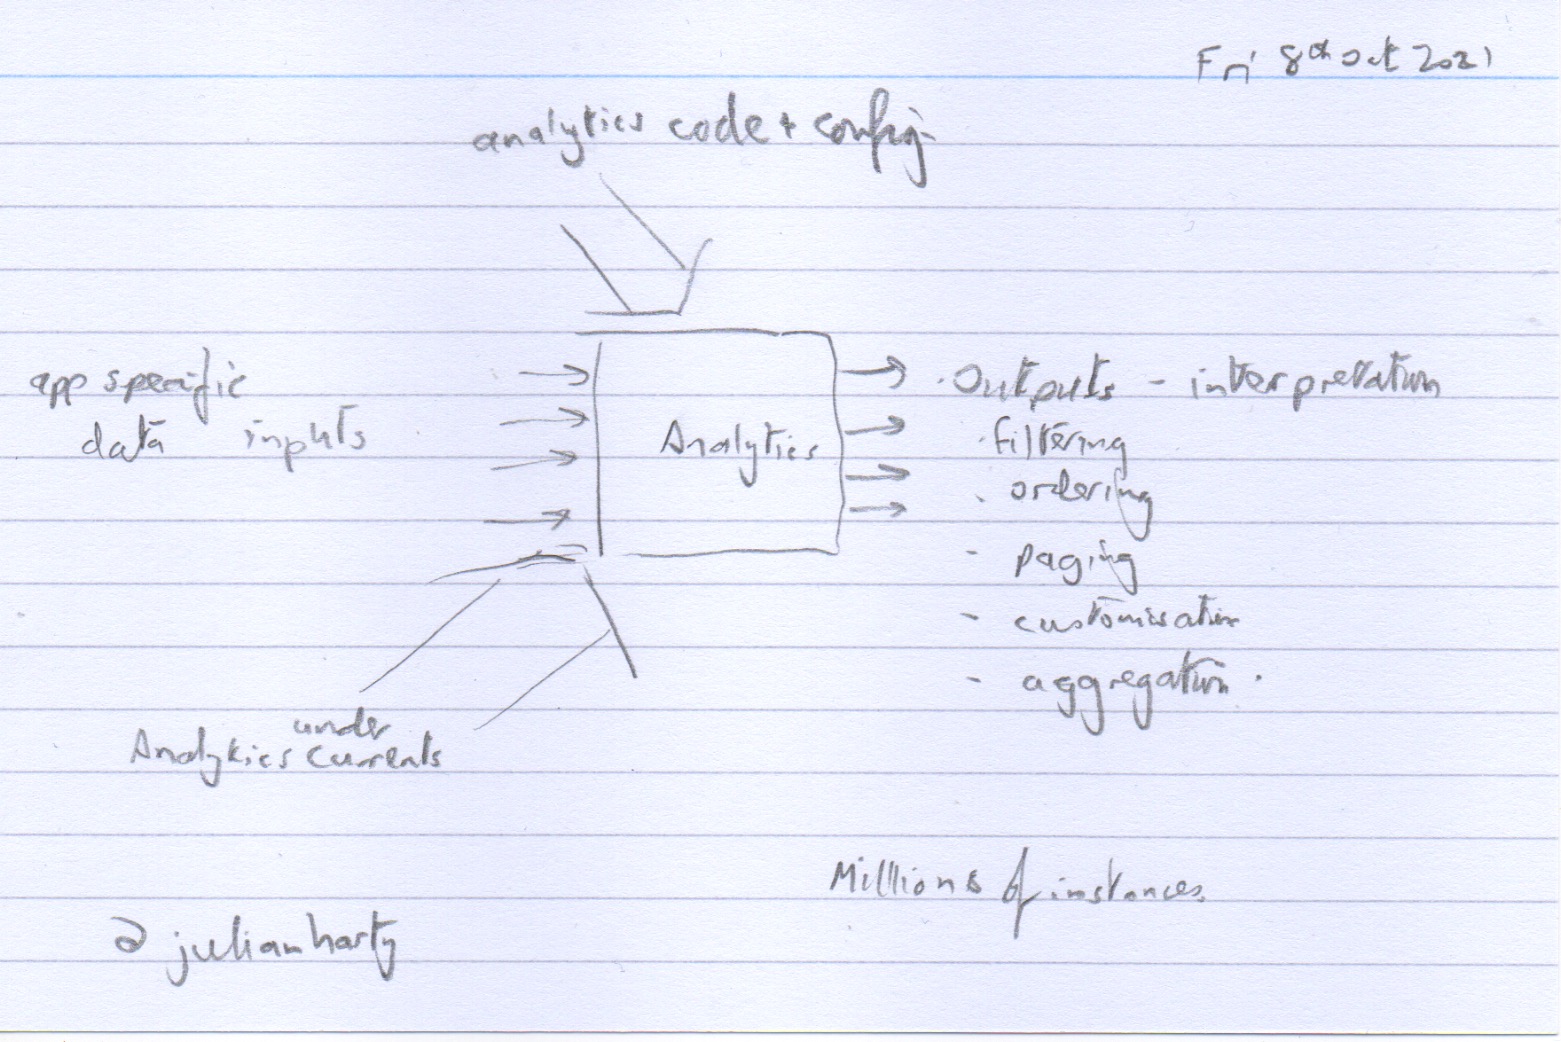 Fri 8th Oct 2021
analytics code + config
app specific
data inputs
Analytics
· Outputs - interpretation
· filtering
· ordering
- paging
- customisation
- aggregation ·
under
Analytics Currents
Millions of instances
@julianharty